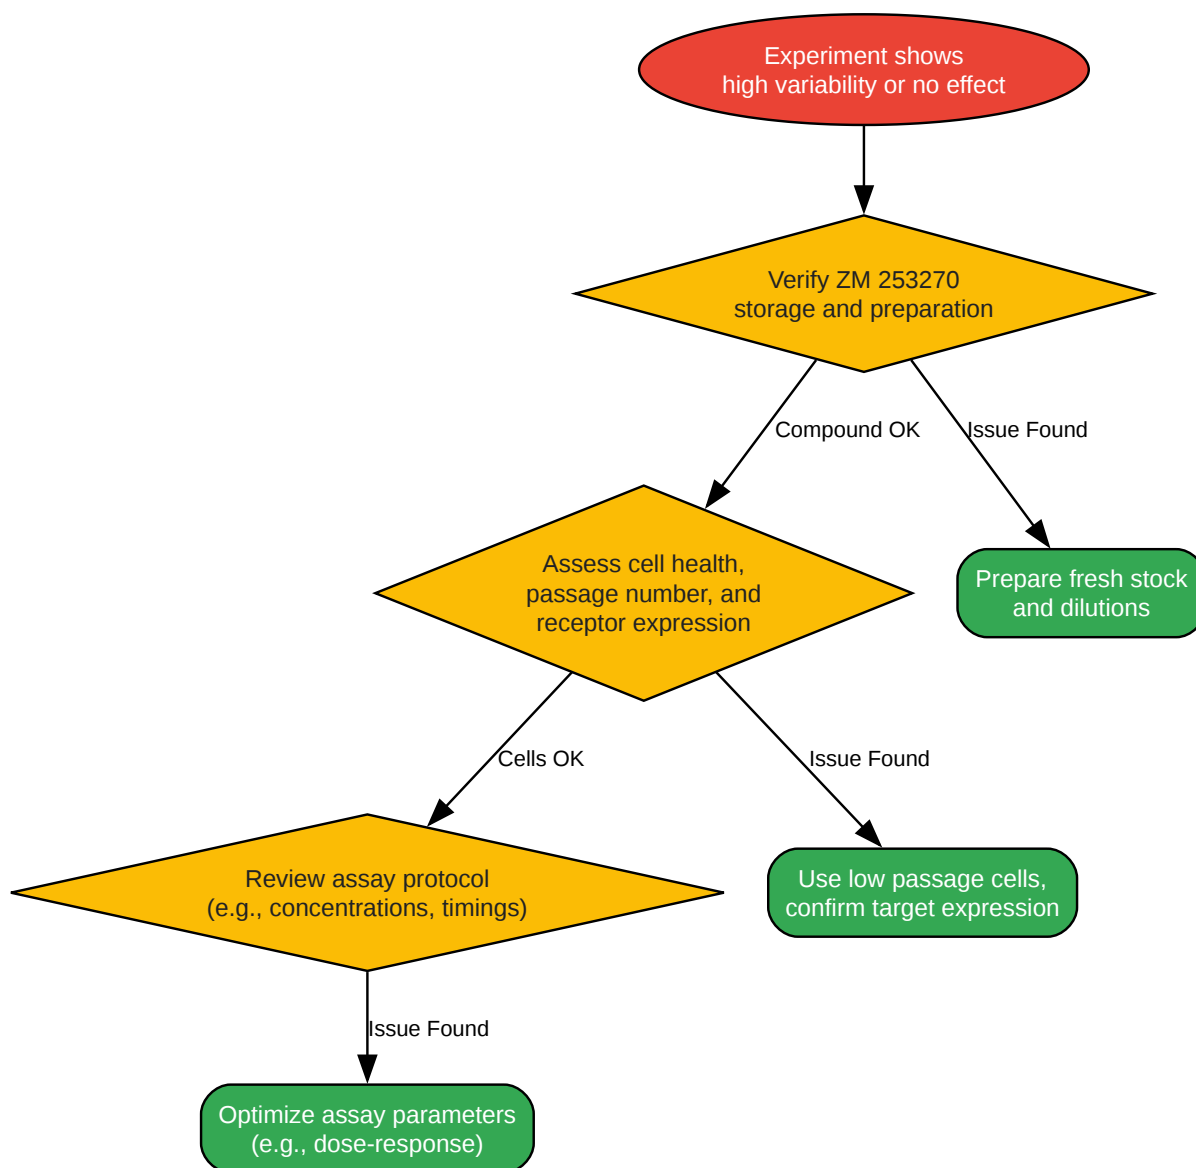 Experiment shows
high variability or no effect
Verify ZM 253270
storage and preparation
Compound OK
Issue Found
Assess cell health,
passage number, and
receptor expression
Prepare fresh stock
and dilutions
Cells OK
Issue Found
Review assay protocol
(e.g., concentrations, timings)
Use low passage cells,
confirm target expression
Issue Found
Optimize assay parameters
(e.g., dose-response)